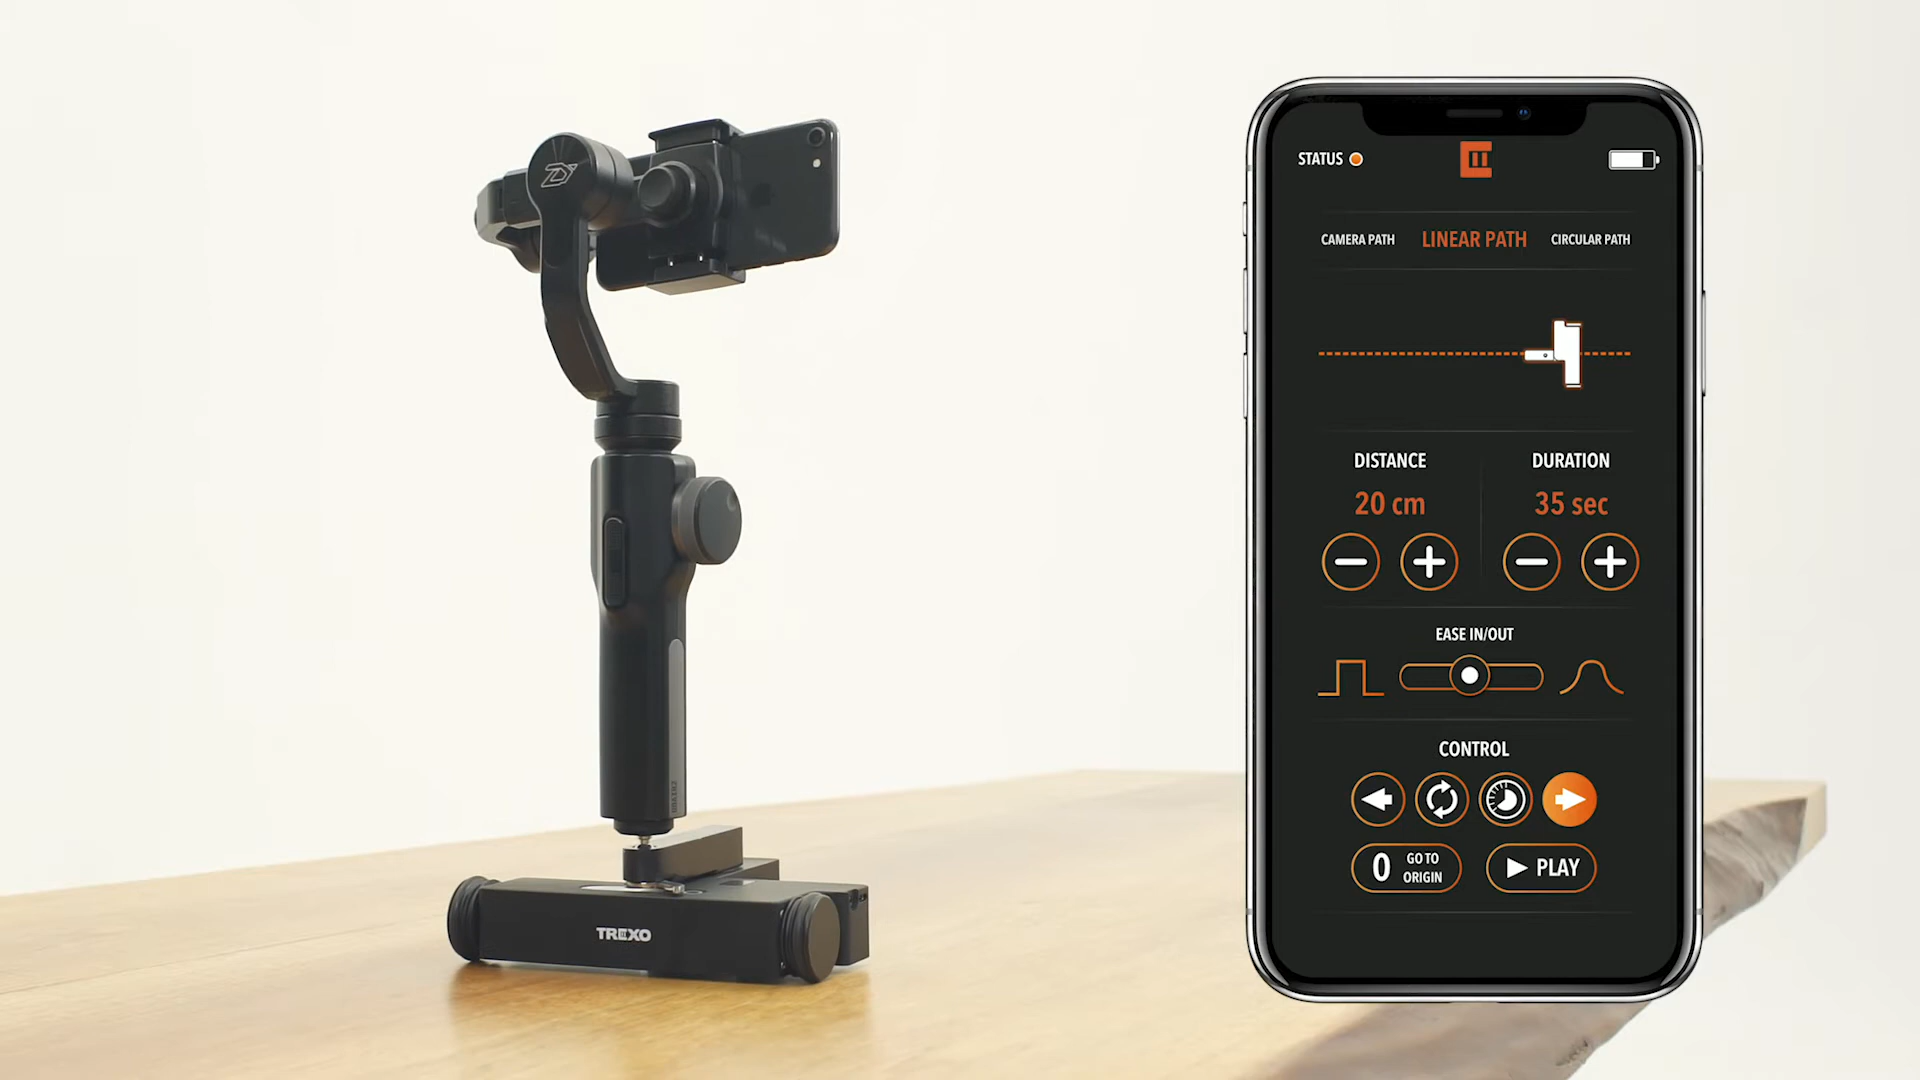 STATUS
CAMERA PATH
LINEAR PATH
CIRCULAR PATH
DISTANCE
DURATION
20 cm
35 sec
EASE IN/OUT
CONTROL
0 GO TO
ORIGIN
PLAY
TREXO